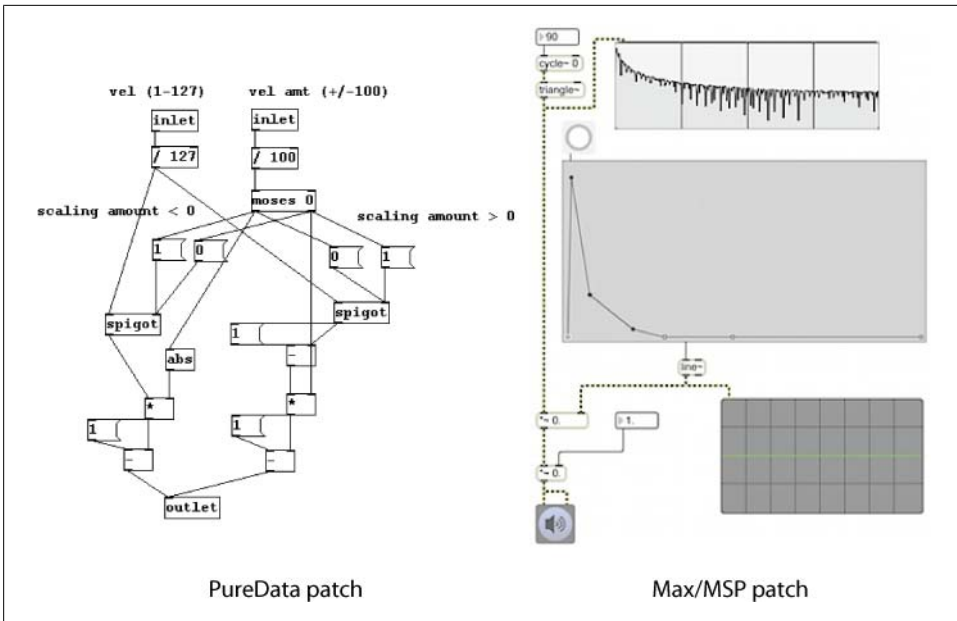 vel (1-127)
vel amt (+/-100)
inlet
inlet
/ 127
/ 100
moses 0
scaling amount < 0
scaling amount > 0
1
0
0
1
spigot
spigot
1
-
abs
*
*
1
1
-
-
outlet
PureData patch
90
cycle~ 0
triangle~
line~
*~ 0.
1.
*~ 0.
Max/MSP patch